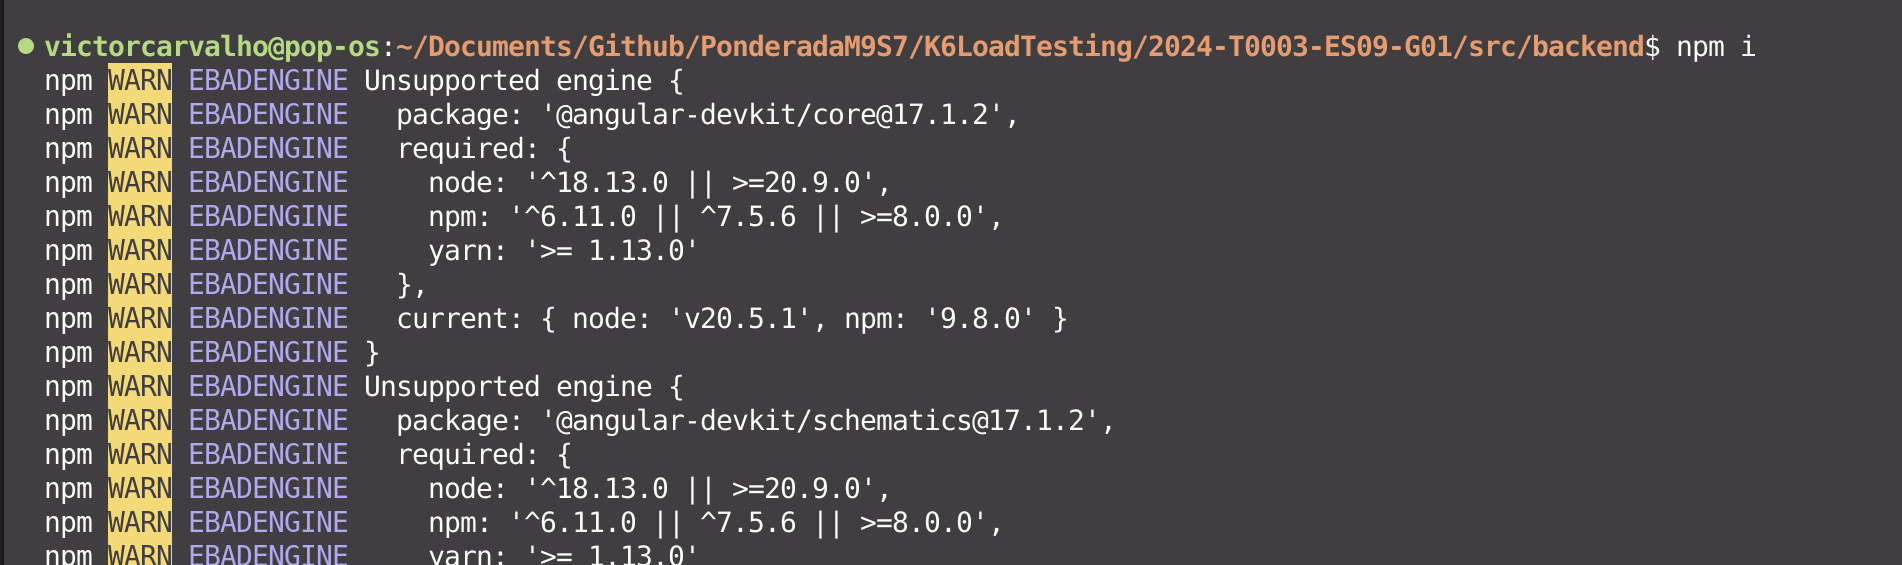 victorcarvalho@pop-os:~/Documents/Github/PonderadaM9S7/K6LoadTesting/2024-T0003-ES09-G01/src/backend$ npm i
npm WARN EBADENGINE Unsupported engine {
npm WARN EBADENGINE   package: '@angular-devkit/core@17.1.2',
npm WARN EBADENGINE   required: {
npm WARN EBADENGINE     node: '^18.13.0 || >=20.9.0',
npm WARN EBADENGINE     npm: '^6.11.0 || ^7.5.6 || >=8.0.0',
npm WARN EBADENGINE     yarn: '>= 1.13.0'
npm WARN EBADENGINE   },
npm WARN EBADENGINE   current: { node: 'v20.5.1', npm: '9.8.0' }
npm WARN EBADENGINE }
npm WARN EBADENGINE Unsupported engine {
npm WARN EBADENGINE   package: '@angular-devkit/schematics@17.1.2',
npm WARN EBADENGINE   required: {
npm WARN EBADENGINE     node: '^18.13.0 || >=20.9.0',
npm WARN EBADENGINE     npm: '^6.11.0 || ^7.5.6 || >=8.0.0',
npm WARN EBADENGINE     yarn: '>= 1.13.0'